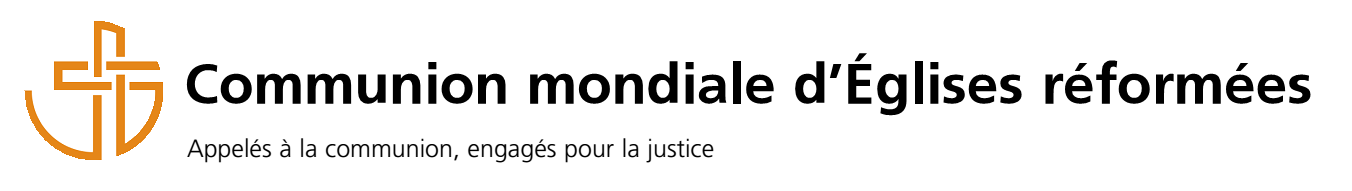 Communion mondiale d’Églises réformées
Appelés à la communion, engagés pour la justice